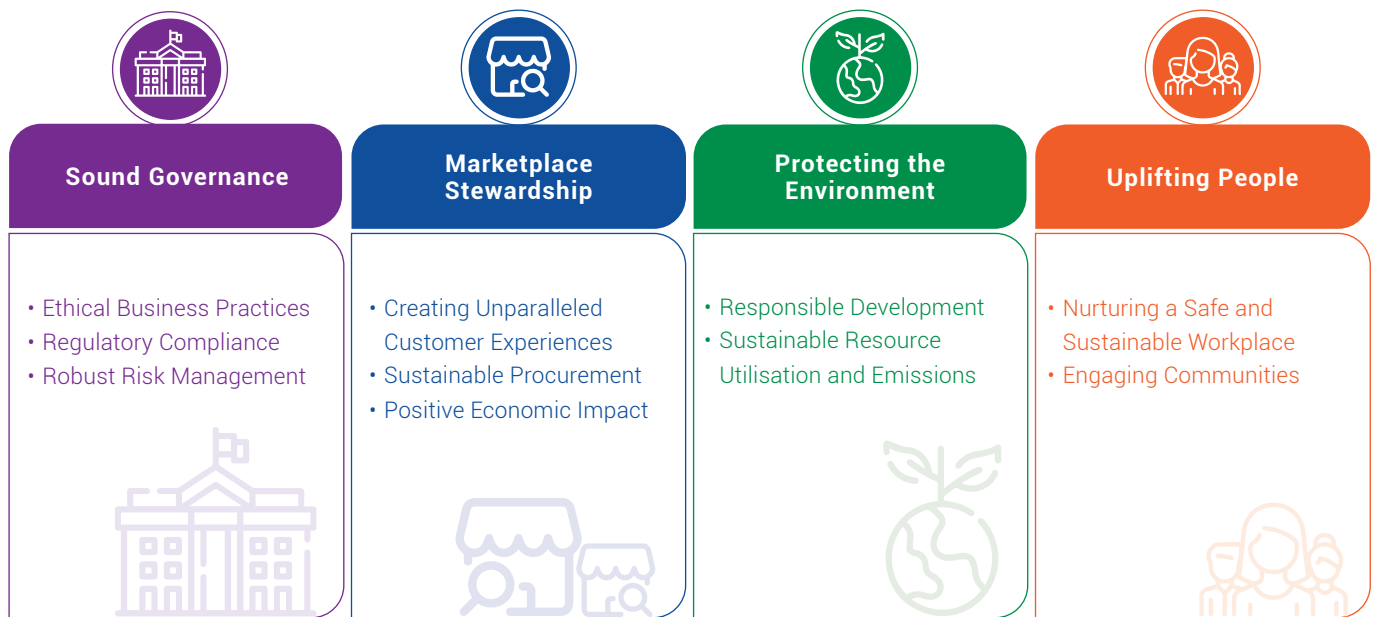 Sound Governance
• Ethical Business Practices
• Regulatory Compliance
• Robust Risk Management
Marketplace
Stewardship
• Creating Unparalleled
Customer Experiences
• Sustainable Procurement
• Positive Economic Impact
Protecting the
Environment
• Responsible Development
• Sustainable Resource
Utilisation and Emissions
Uplifting People
• Nurturing a Safe and
Sustainable Workplace
• Engaging Communities